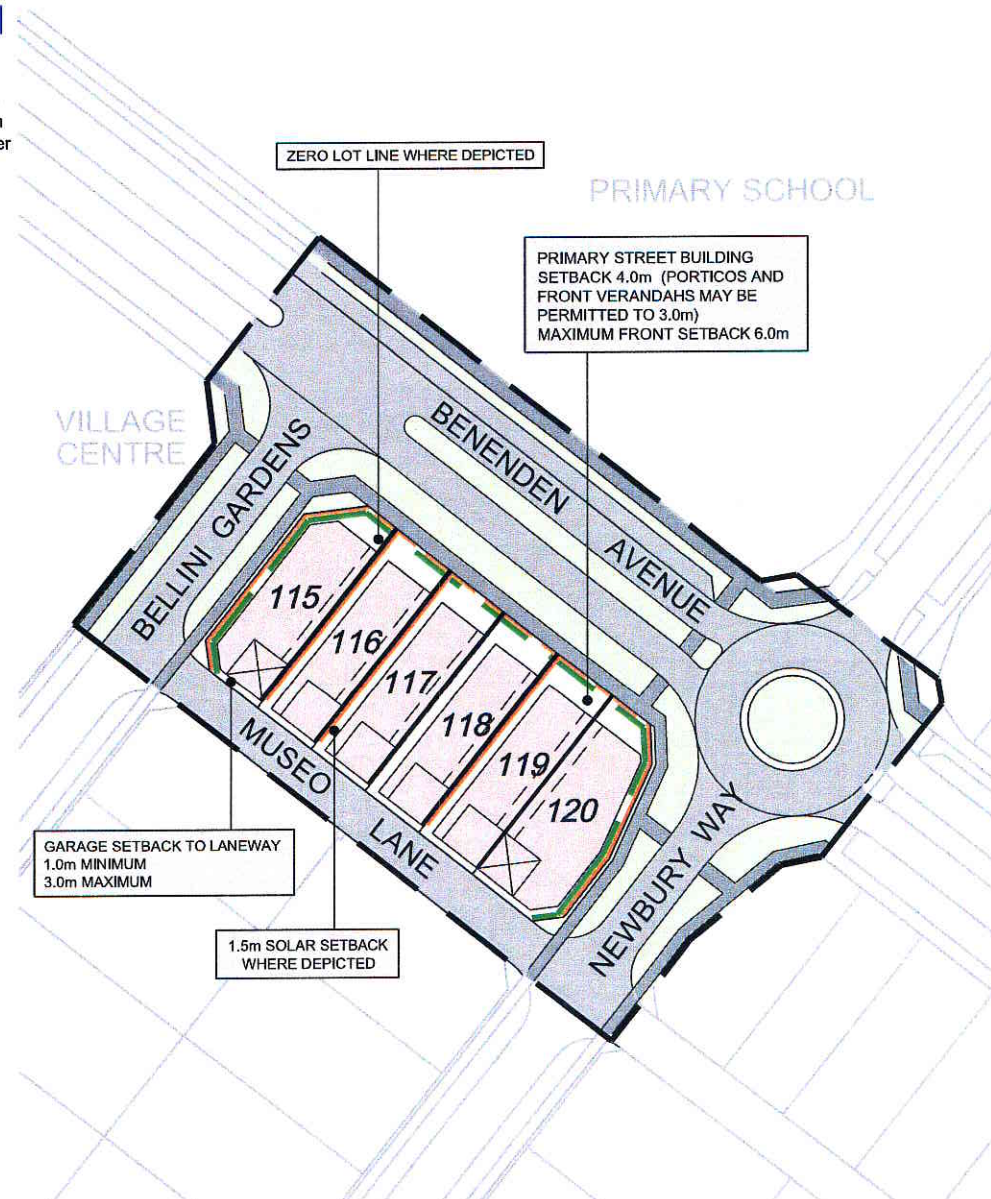 er
ZERO LOT LINE WHERE DEPICTED
PRIMARY SCHOOL
PRIMARY STREET BUILDING
SETBACK 4.0m (PORTICOS AND
FRONT VERANDAHS MAY BE
PERMITTED TO 3.0m)
MAXIMUM FRONT SETBACK 6.0m
VILLAGE
CENTRE
BENENDEN AVENUE
BELLINI GARDENS
115
116
117
118
119
120
MUSEO LANE
NEWBURY WAY
GARAGE SETBACK TO LANEWAY
1.0m MINIMUM
3.0m MAXIMUM
1.5m SOLAR SETBACK
WHERE DEPICTED